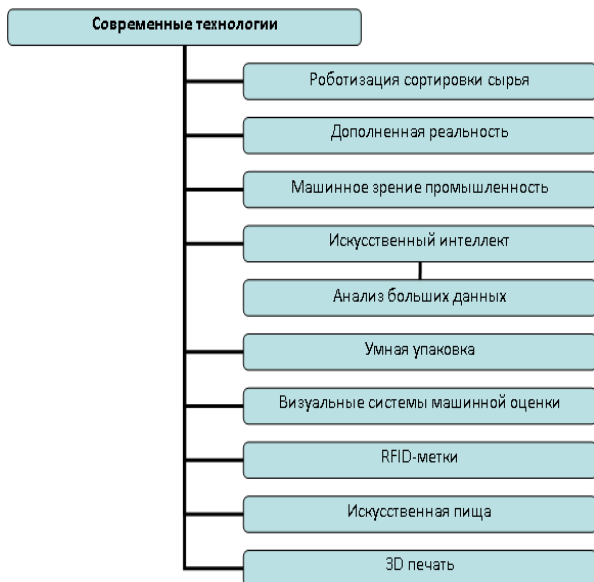 Современные технологии
Роботизация сортировки сырья
Дополненная реальность
Машинное зрение промышленность
Искусственный интеллект
Анализ больших данных
Умная упаковка
Визуальные системы машинной оценки
RFID-метки
Искусственная пища
3D печать